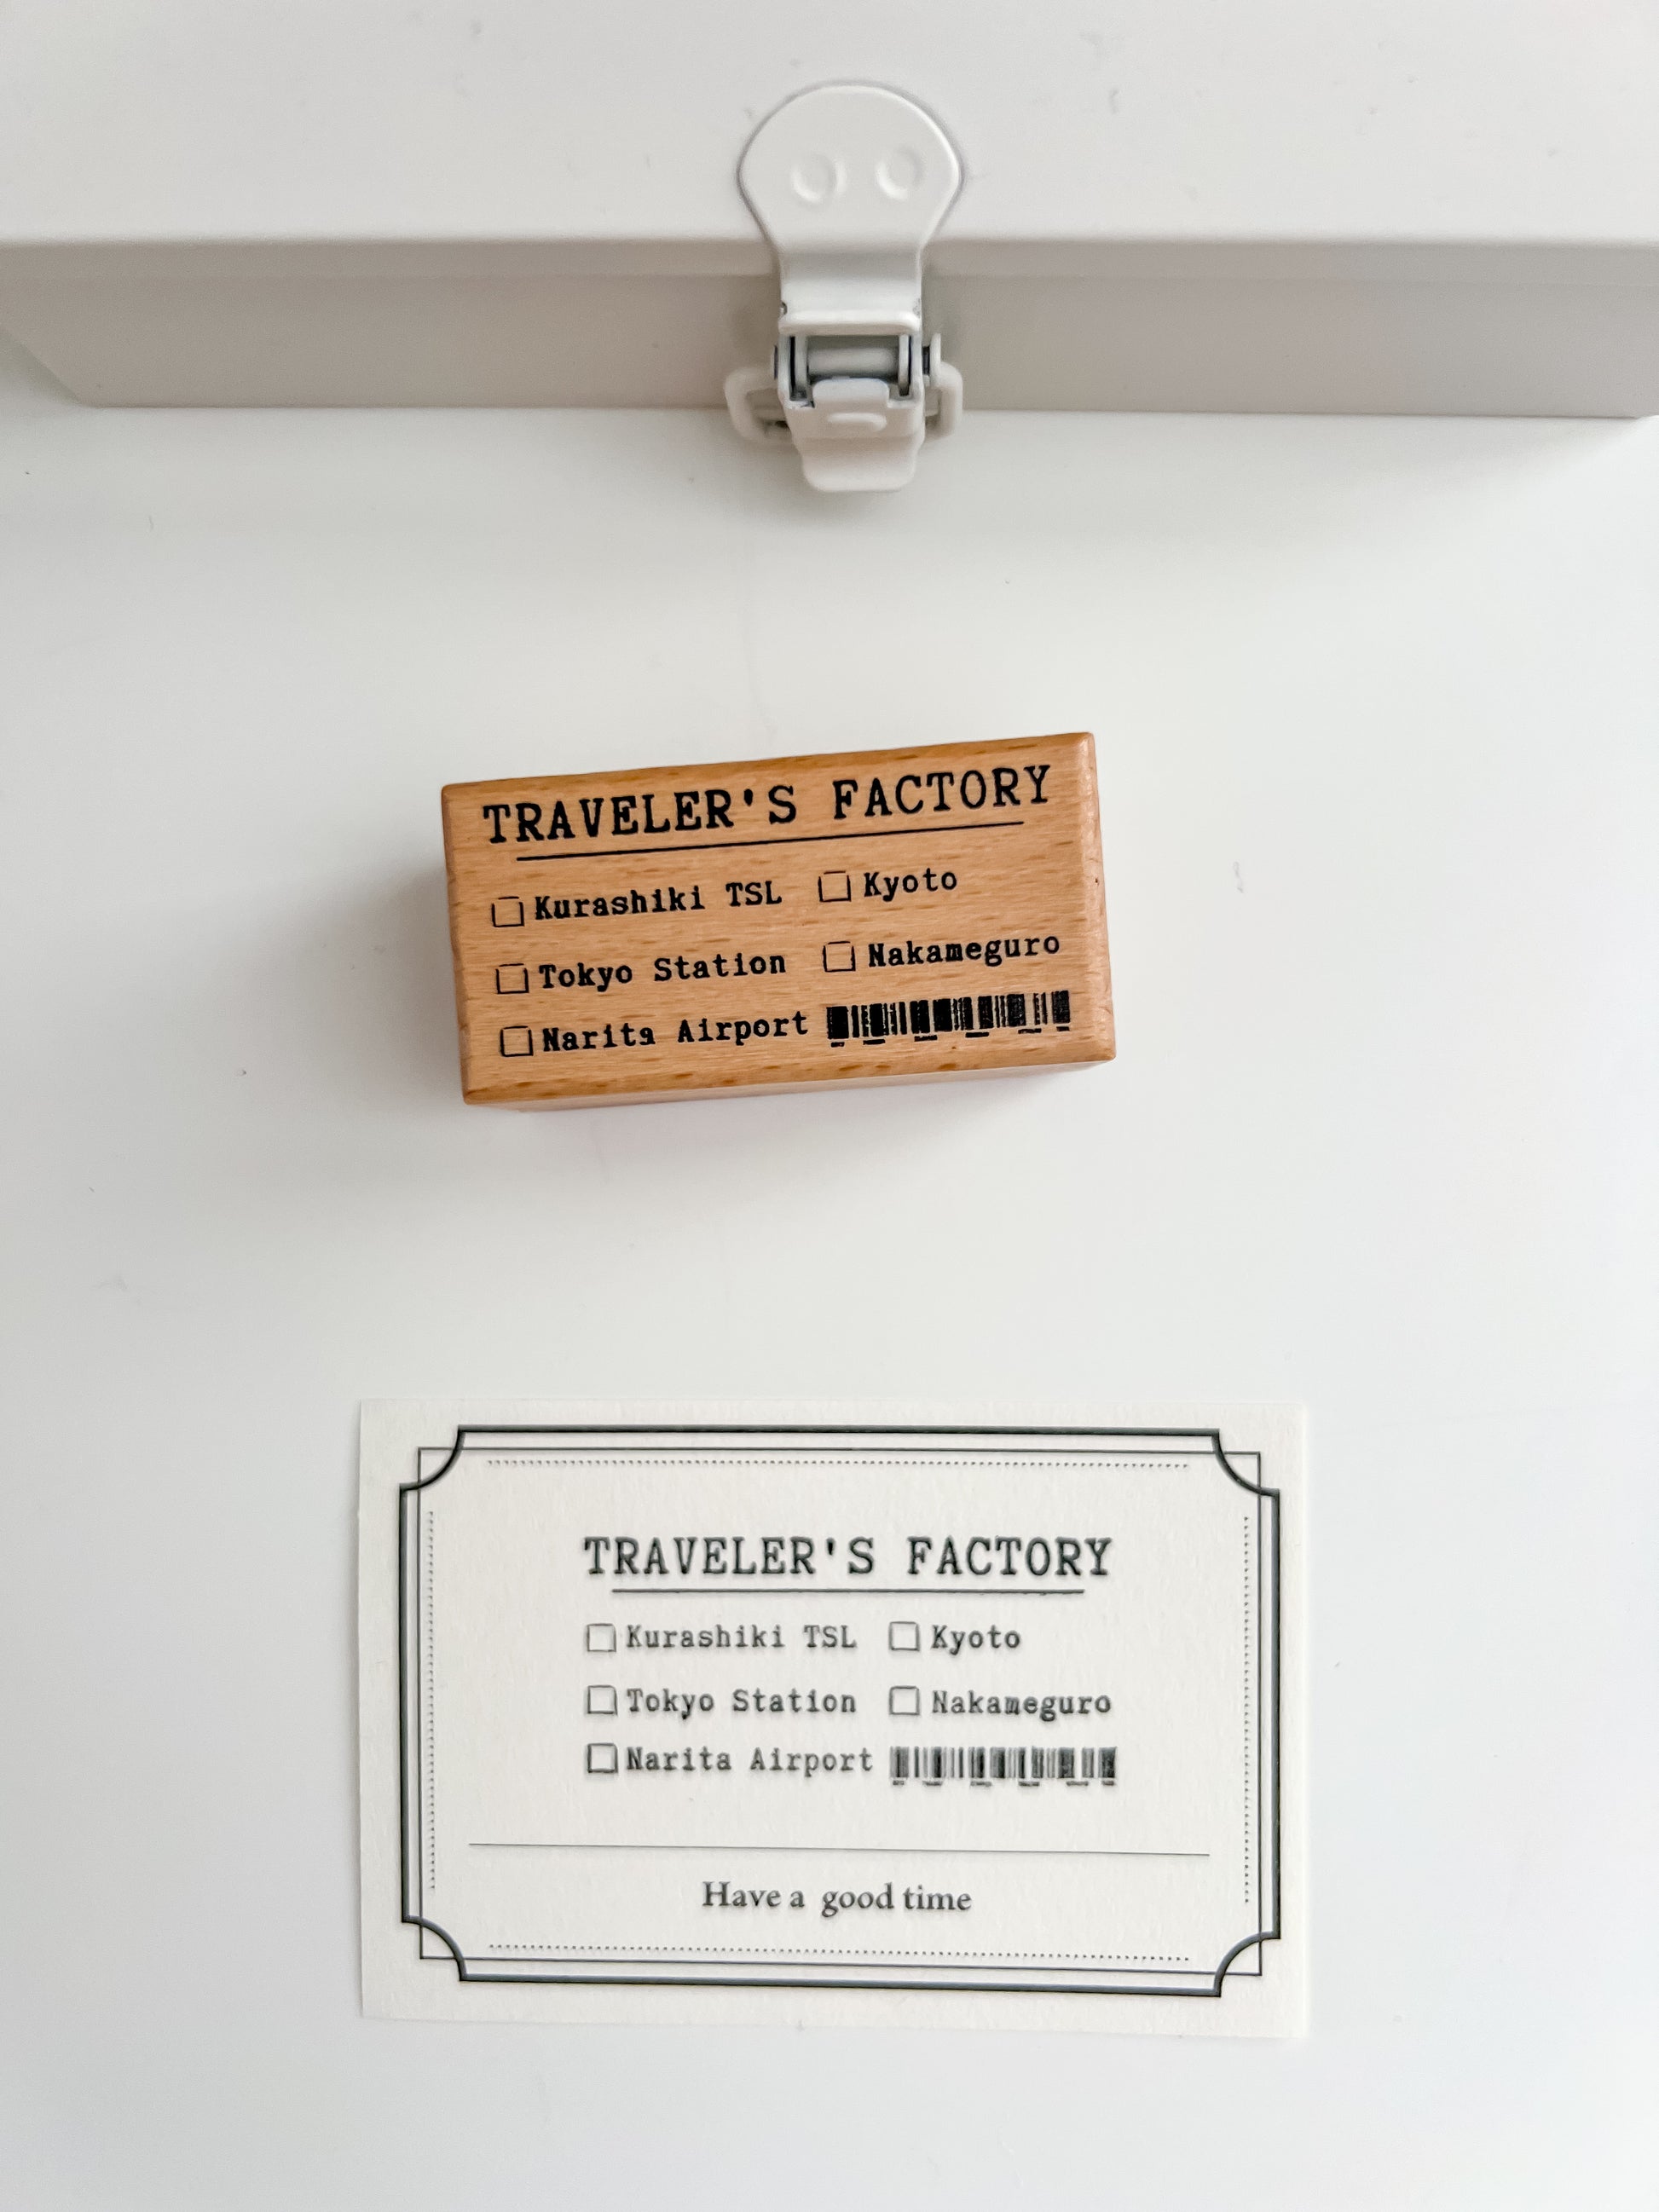 TRAVELER'S FACTORY
Kurashiki TSL Kyoto
Tokyo Station Nakameguro
Narita Airport
TRAVELER'S FACTORY
Kurashiki TSL Kyoto
Tokyo Station Nakameguro
Narita Airport
Have a good time